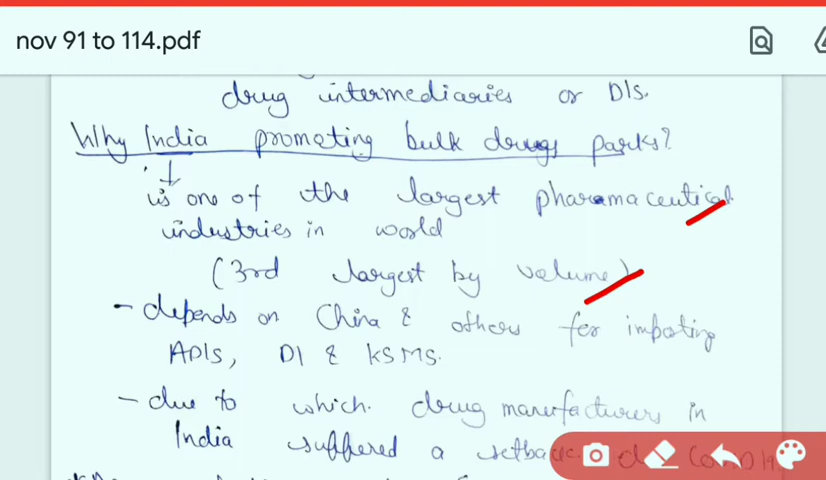 nov 91 to 114.pdf
drug intermediaries or DIs.
Why India promoting bulk drugs parks?
is one of the largest pharmaceutical
industries in world
(3rd largest by volume)
- depends on China & others for importing
APIs, DI & KSMS.
- due to which drug manufacturers in
India suffered a setback COVID 19